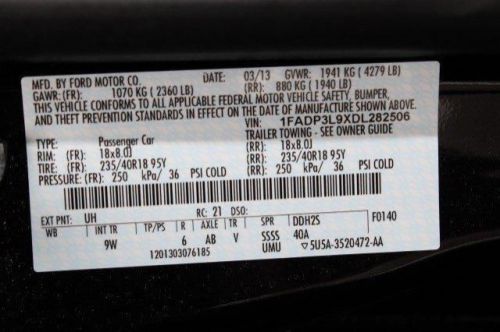 MFD. BY FORD MOTOR CO. DATE: 03/13 GVWR: 1941 KG ( 4279 LB)
GAWR: (FR): 1070 KG ( 2360 LB) (RR): 880 KG ( 1940 LB)
THIS VEHICLE CONFORMS TO ALL APPLICABLE FEDERAL MOTOR VEHICLE SAFETY, BUMPER,
AND THEFT PREVENTION STANDARDS IN EFFECT ON THE DATE OF MANUFACTURE SHOWN ABOVE.
VIN: 1FADP3L9XDL282506
TYPE: Passenger Car TRAILER TOWING - SEE OWNER GUIDE
RIM: (FR) : 18x8.0J (RR) : 18x8.0J
TIRE: (FR) : 235/40R18 95Y (RR) : 235/40R18 95Y
COLD PRESSURE: (FR) : 250 kPa/ 36 PSI COLD (RR) : 250 kPa/ 36 PSI COLD
EXT PNT: UH RC: 21 DSO: F0140
WB INT TR TP/PS R AXLE TR SPR DDH2S
9W 6 AB V SSSS 40A
1201303076185 UMU ▽5U5A-3520472-AA